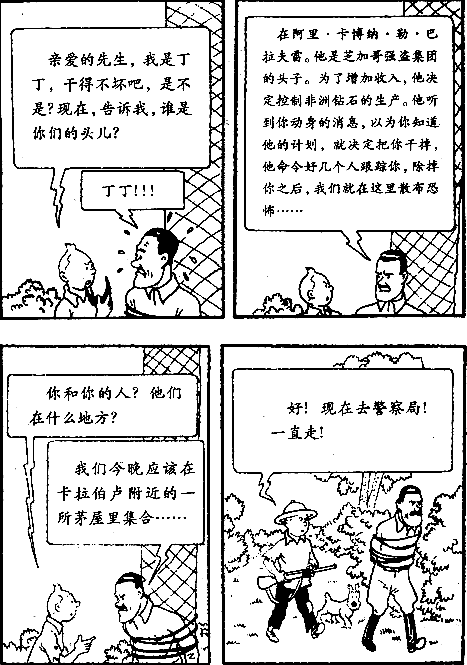 亲爱的先生，我是丁
丁，干得不坏吧，是不
是？现在，告诉我，谁是
你们的头儿？
丁丁！！！
在阿里·卡博纳·勒·巴
拉夫雷。他是芝加哥强盗集团
的头子。为了增加收入，他决
定控制非洲钻石的生产。他听
到你动身的消息，以为你知道
他的计划，就决定把你干掉，
他命令好几个人跟踪你，除掉
你之后，我们就在这里散布恐
怖……
你和你的人？他们
在什么地方？
我们今晚应该在
卡拉伯卢附近的一
所茅屋里集合……
好！现在去警察局！
一直走！